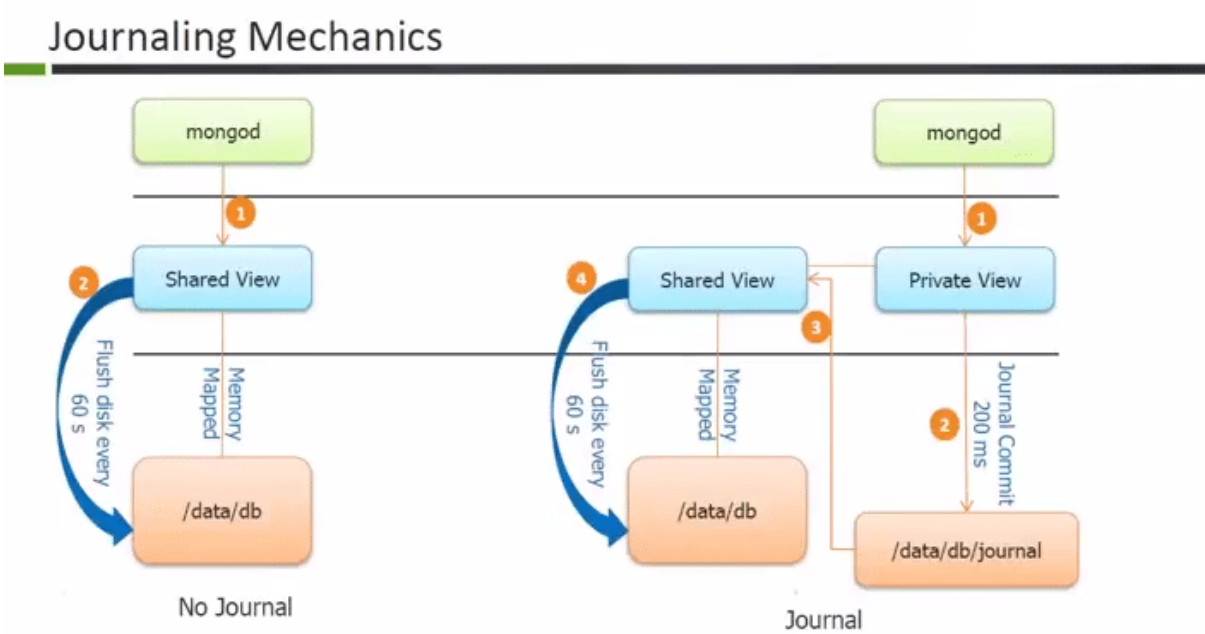 Journaling Mechanics
mongod
mongod
1
1
Shared View
2
Shared View
4
Private View
3
Flush disk every
60 s
Memory
Mapped
Flush disk every
60 s
Memory
Mapped
2
Journal Commit
200 ms
/data/db
/data/db
/data/db/journal
No Journal
Journal